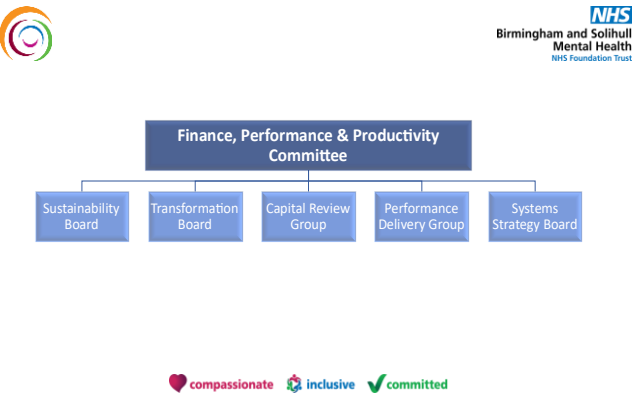 NHS
Birmingham and Solihull
Mental Health
NHS Foundation Trust
Finance, Performance & Productivity
Committee
Sustainability
Board
Transformation
Board
Capital Review
Group
Performance
Delivery Group
Systems
Strategy Board
compassionate
inclusive
committed